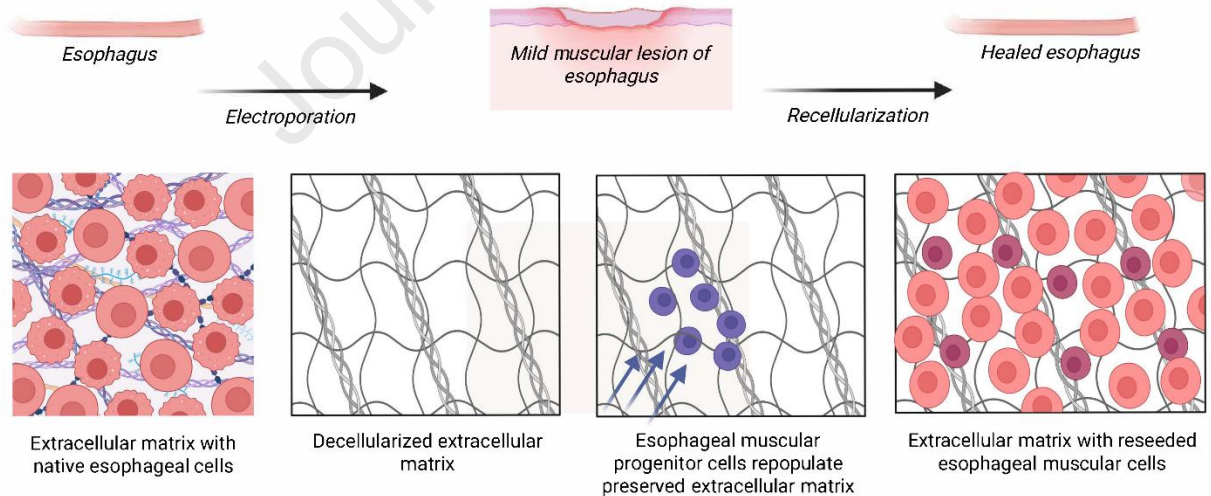 Jour
Esophagus
Electroporation
Mild muscular lesion of
esophagus
Recellularization
Healed esophagus
Extracellular matrix with
native esophageal cells
Decellularized extracellular
matrix
Esophageal muscular
progenitor cells repopulate
preserved extracellular matrix
Extracellular matrix with reseeded
esophageal muscular cells